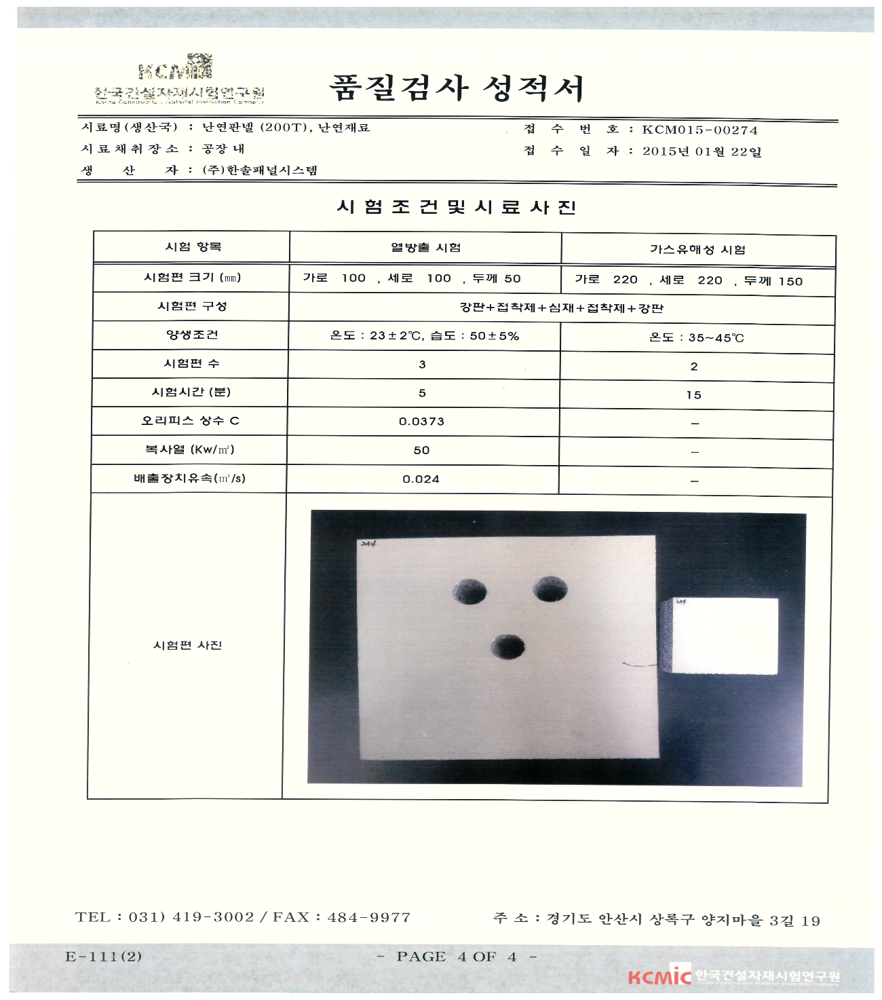 KCMIC
한국건설자재시험연구원
Korea Construction Material Inspection Company
품질검사 성적서
시료명(생산국) : 난연판넬 (200T), 난연재료
접 수 번 호 : KCM015-00274
시료채취장소 : 공장 내
접 수 일 자 : 2015년 01월 22일
생 산 자 : (주)한솔패널시스템
시 험 조 건 및 시 료 사 진
시험 항목 열방출 시험 가스유해성 시험
시험편 크기 (㎜) 가로 100 , 세로 100 , 두께 50 가로 220 , 세로 220 , 두께 150
시험편 구성 강판+접착제+심재+접착제+강판
양생조건 온도 : 23±2℃, 습도 : 50±5% 온도 : 35~45℃
시험편 수 3 2
시험시간 (분) 5 15
오리피스 상수 C 0.0373 –
복사열 (Kw/㎡) 50 –
배출장치유속(㎥/s) 0.024 –
시험편 사진
TEL : 031) 419-3002 / FAX : 484-9977
주 소 : 경기도 안산시 상록구 양지마을 3길 19
E-111(2)
- PAGE 4 OF 4 -
KCMiC 한국건설자재시험연구원
Korea Construction Material Inspection Company